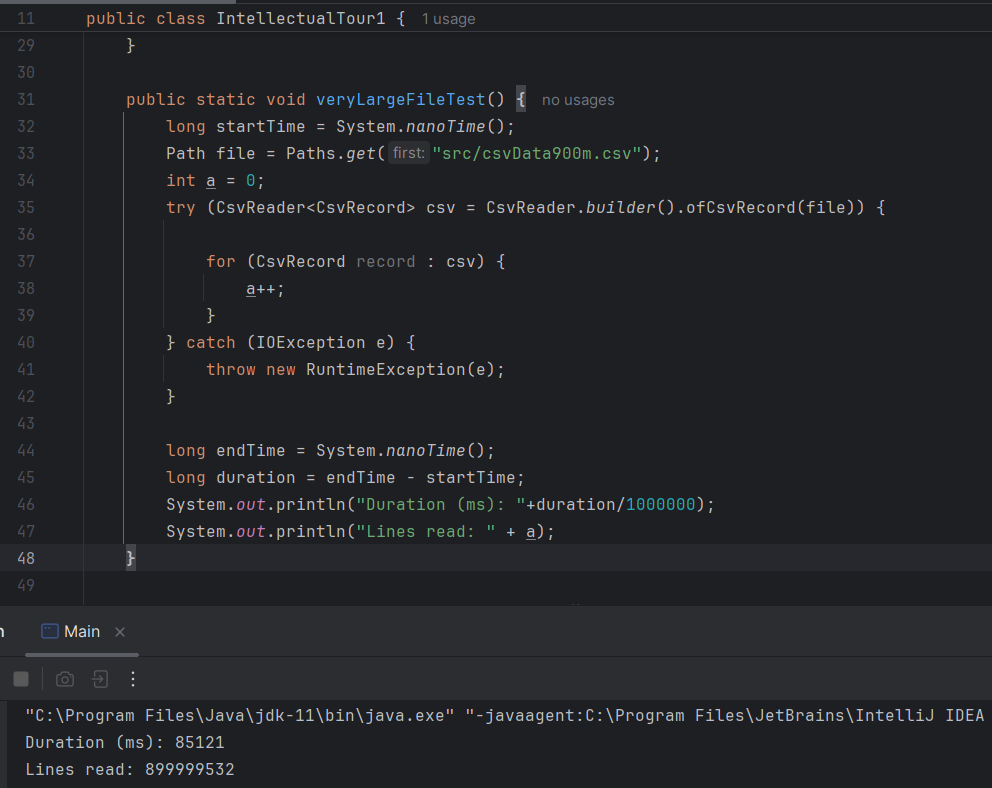 11 public class IntellectualTour1 { 1 usage
29 }
30
31 public static void veryLargeFileTest() { no usages
32 long startTime = System.nanoTime();
33 Path file = Paths.get( first: "src/csvData900m.csv");
34 int a = 0;
35 try (CsvReader<CsvRecord> csv = CsvReader.builder().ofCsvRecord(file)) {
36
37 for (CsvRecord record : csv) {
38 a++;
39 }
40 } catch (IOException e) {
41 throw new RuntimeException(e);
42 }
43
44 long endTime = System.nanoTime();
45 long duration = endTime - startTime;
46 System.out.println("Duration (ms): "+duration/1000000);
47 System.out.println("Lines read: " + a);
48 }
49
Main
"C:\Program Files\Java\jdk-11\bin\java.exe" "-javaagent:C:\Program Files\JetBrains\IntelliJ IDEA
Duration (ms): 85121
Lines read: 899999532